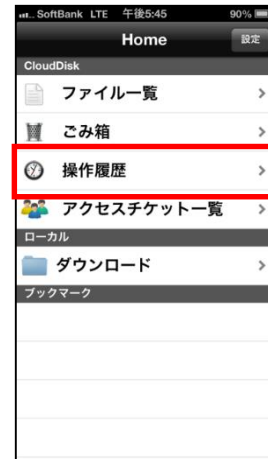 SoftBank LTE 午後5:45 90%
Home 設定
CloudDisk
ファイル一覧
ごみ箱
操作履歴
アクセスチケット一覧
ローカル
ダウンロード
ブックマーク